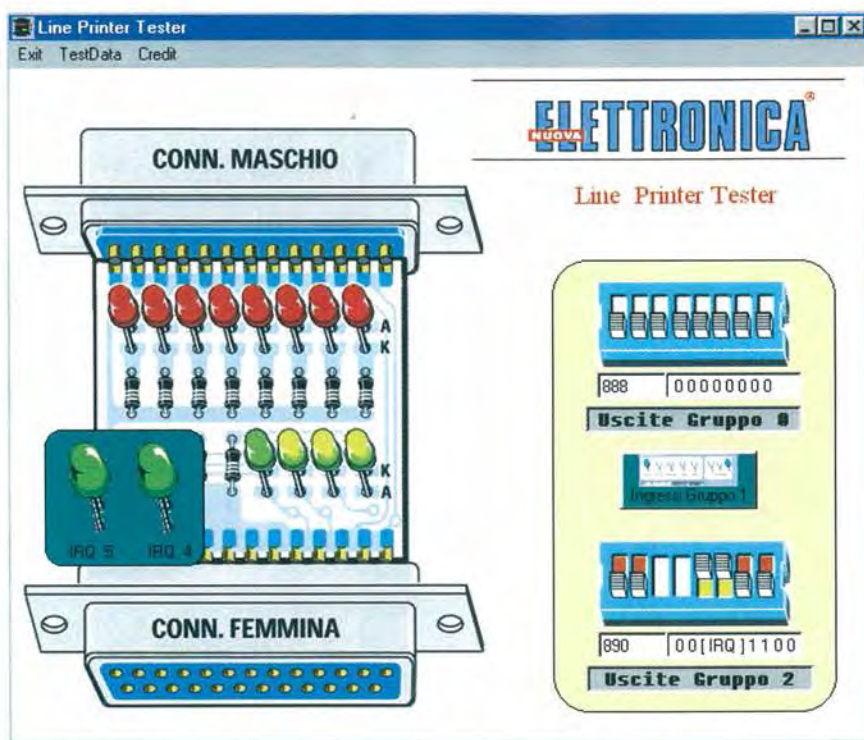 Line Printer Tester
Exit TestData Credit
NUOVA ELETTRONICA®
Line Printer Tester
CONN. MASCHIO
A
K
K
A
IRQ 5 IRQ 4
CONN. FEMMINA
888 00000000
Uscite Gruppo 0
Ingressi Gruppo 1
890 00[IRQ]1100
Uscite Gruppo 2